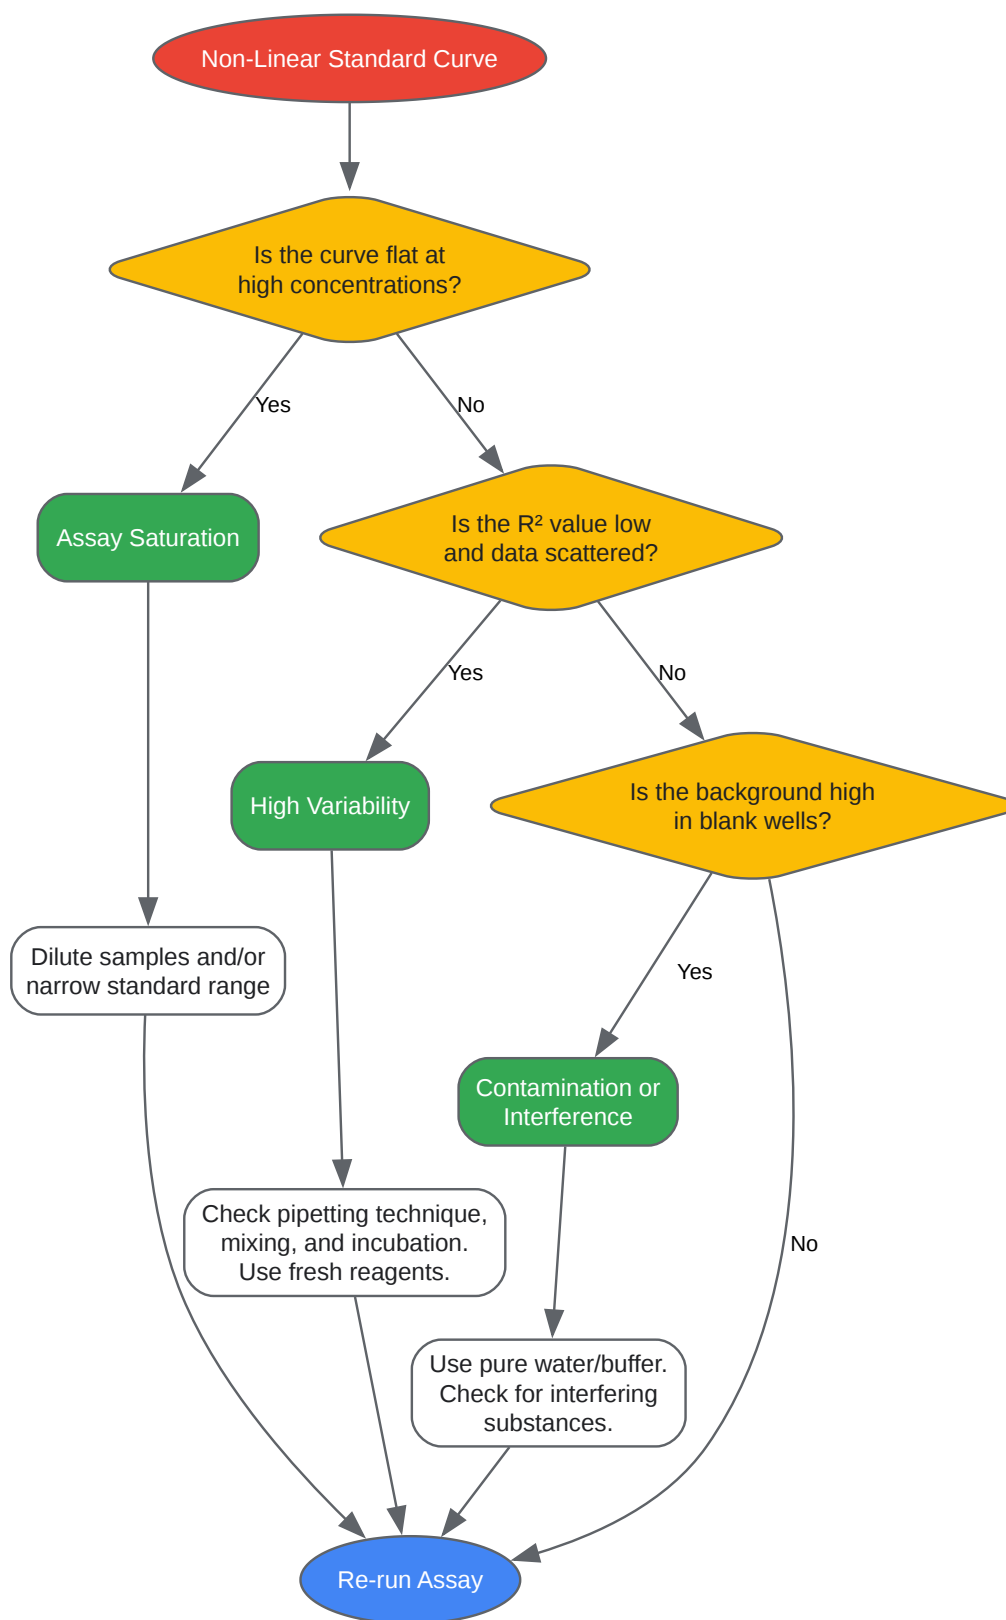 Non-Linear Standard Curve
Is the curve flat at
high concentrations?
Yes
No
Assay Saturation
Is the R² value low
and data scattered?
Yes
No
High Variability
Is the background high
in blank wells?
Dilute samples and/or
narrow standard range
Yes
Contamination or
Interference
Check pipetting technique,
mixing, and incubation.
Use fresh reagents.
No
Use pure water/buffer.
Check for interfering
substances.
Re-run Assay